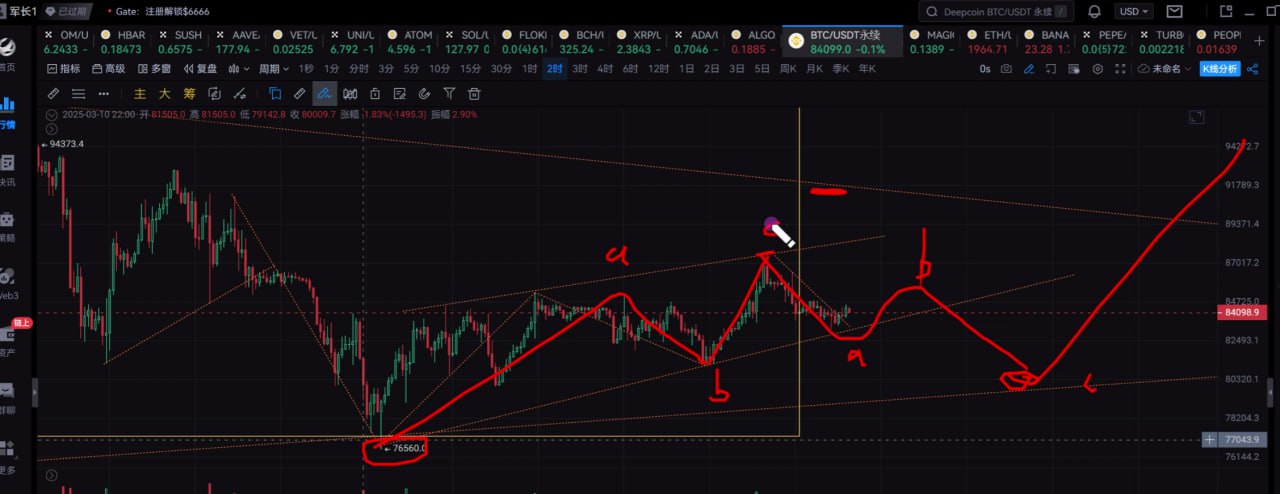 军长1 已过期 • Gate：注册解锁$6666 Deepcoin BTC/USDT 永续 / USD
OM/U HBAR SUSH AAVE/ VET/U UNI/U ATOM SOL/U FLOKI BCH/I XRP/U ADA/I ALGO BTC/USDT永续 MAGI ETH/U BANA PEPE/ TURB PEOPI
6.2433 - 0.18473 0.6575 - 177.94 - 0.02525 6.792 -1 4.596 -1 127.97 0.0(4)61 325.24 - 2.3843 - 0.7046 - 0.1885 - 84099.0 -0.1% 0.1389 - 1964.71 23.28 1. 0.0(5)72 0.002218 0.01639
首页 指标 高级 多窗 复盘 周期 1秒 1分 分时 3分 5分 10分 15分 30分 1时 2时 3时 4时 6时 12时 1日 2日 3日 5日 周K 月K 季K 年K 0s 未命名 K线分析
主 大 筹
行情 2025-03-10 22:00 开 81505.0 高 81505.0 低 79142.8 收 80009.7 涨幅 -1.83%(-1495.3) 振幅 2.90%
94373.4
快讯
91789.3
策略
89371.4
a b
87017.2
Web3
链上
84725.0
84098.9
资产
82493.1
a
80320.1
b
群聊
78204.3
77043.9
76560.0
76144.2
更多